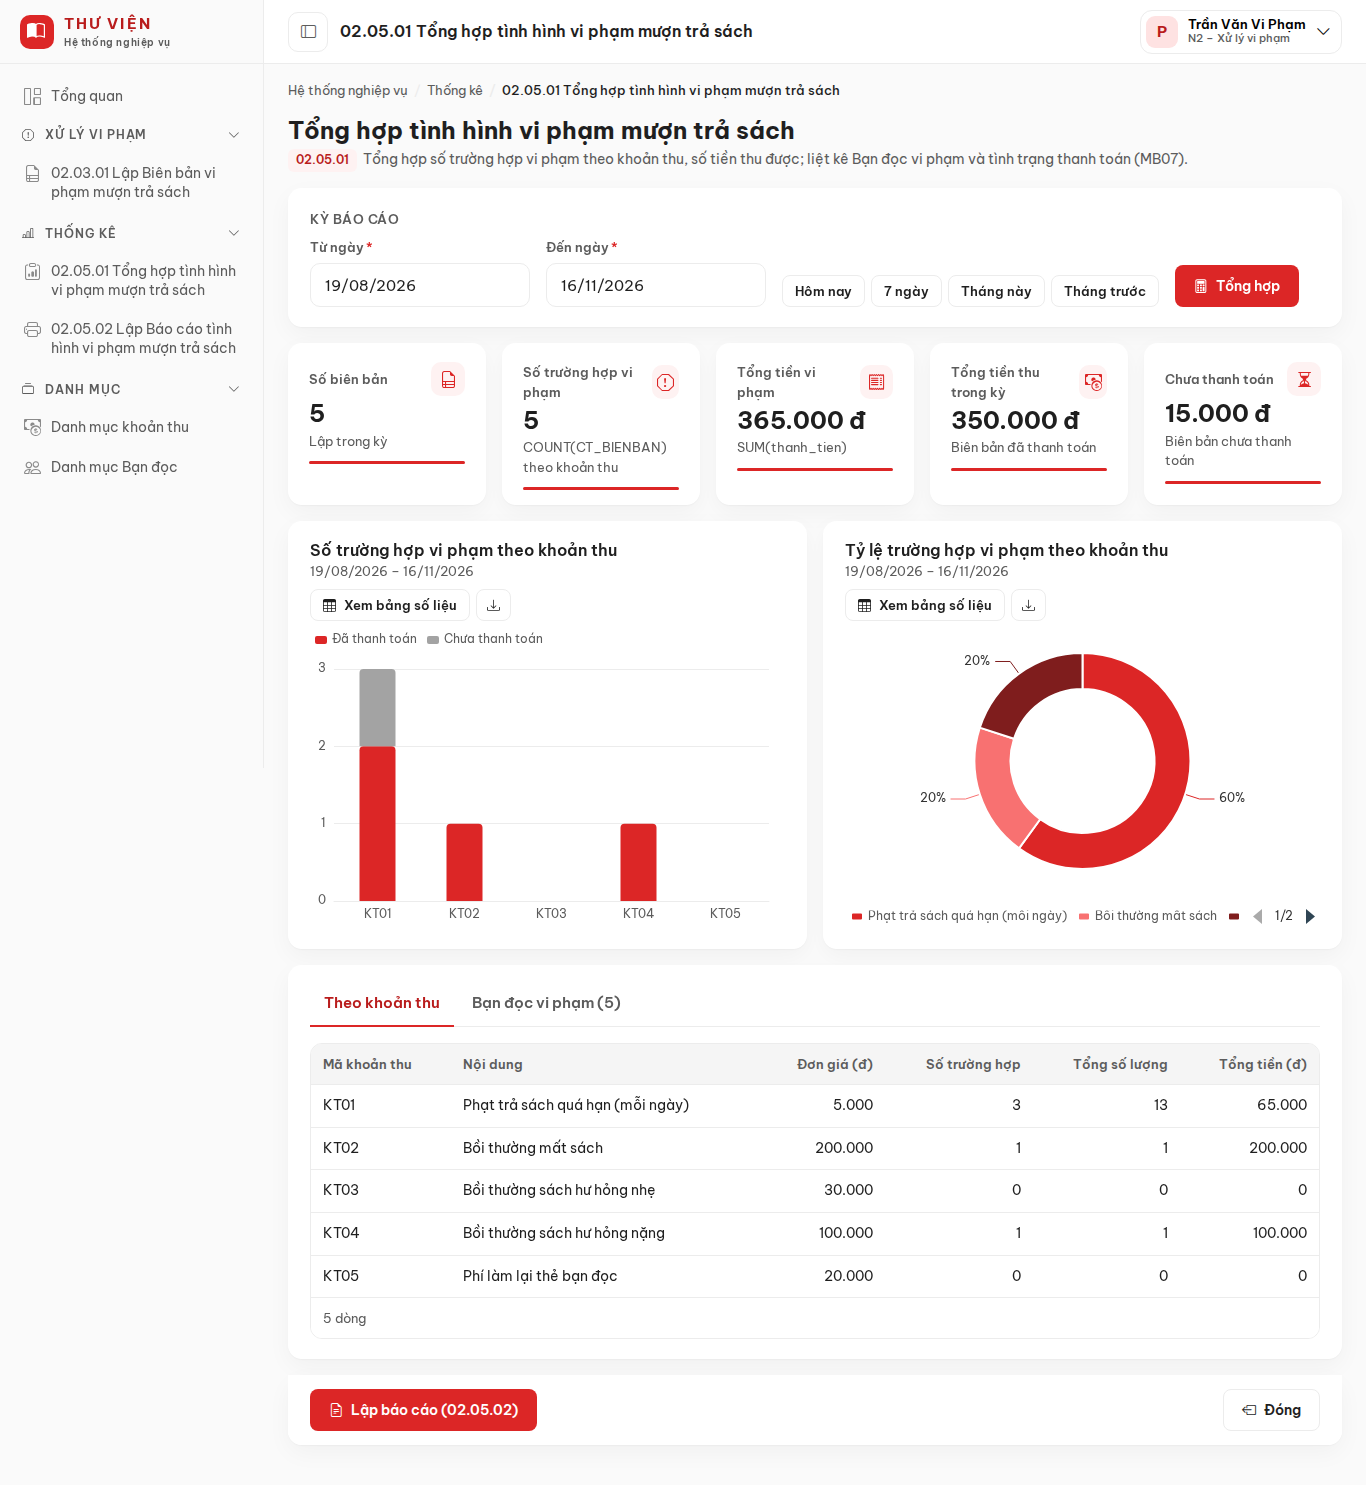 THƯ VIỆN
Hệ thống nghiệp vụ
Tổng quan
XỬ LÝ VI PHẠM
02.03.01 Lập Biên bản vi
phạm mượn trả sách
THỐNG KÊ
02.05.01 Tổng hợp tình hình
vi phạm mượn trả sách
02.05.02 Lập Báo cáo tình
hình vi phạm mượn trả sách
DANH MỤC
Danh mục khoản thu
Danh mục Bạn đọc
02.05.01 Tổng hợp tình hình vi phạm mượn trả sách
P
Trần Văn Vi Phạm
N2 – Xử lý vi phạm
Hệ thống nghiệp vụ / Thống kê / 02.05.01 Tổng hợp tình hình vi phạm mượn trả sách
Tổng hợp tình hình vi phạm mượn trả sách
02.05.01 Tổng hợp số trường hợp vi phạm theo khoản thu, số tiền thu được; liệt kê Bạn đọc vi phạm và tình trạng thanh toán (MB07).
KỲ BÁO CÁO
Từ ngày *
Đến ngày *
19/08/2026
16/11/2026
Hôm nay
7 ngày
Tháng này
Tháng trước
Tổng hợp
Số biên bản
5
Lập trong kỳ
Số trường hợp vi
phạm
5
COUNT(CT_BIENBAN)
theo khoản thu
Tổng tiền vi
phạm
365.000 đ
SUM(thanh_tien)
Tổng tiền thu
trong kỳ
350.000 đ
Biên bản đã thanh toán
Chưa thanh toán
15.000 đ
Biên bản chưa thanh
toán
Số trường hợp vi phạm theo khoản thu
19/08/2026 – 16/11/2026
Xem bảng số liệu
Đã thanh toán
Chưa thanh toán
3
2
1
0
KT01 KT02 KT03 KT04 KT05
Tỷ lệ trường hợp vi phạm theo khoản thu
19/08/2026 – 16/11/2026
Xem bảng số liệu
20%
20%
60%
Phạt trả sách quá hạn (mỗi ngày)
Bồi thường mất sách
1/2
Theo khoản thu
Bạn đọc vi phạm (5)
Mã khoản thu Nội dung Đơn giá (đ) Số trường hợp Tổng số lượng Tổng tiền (đ)
KT01 Phạt trả sách quá hạn (mỗi ngày) 5.000 3 13 65.000
KT02 Bồi thường mất sách 200.000 1 1 200.000
KT03 Bồi thường sách hư hỏng nhẹ 30.000 0 0 0
KT04 Bồi thường sách hư hỏng nặng 100.000 1 1 100.000
KT05 Phí làm lại thẻ bạn đọc 20.000 0 0 0
5 dòng
Lập báo cáo (02.05.02)
Đóng